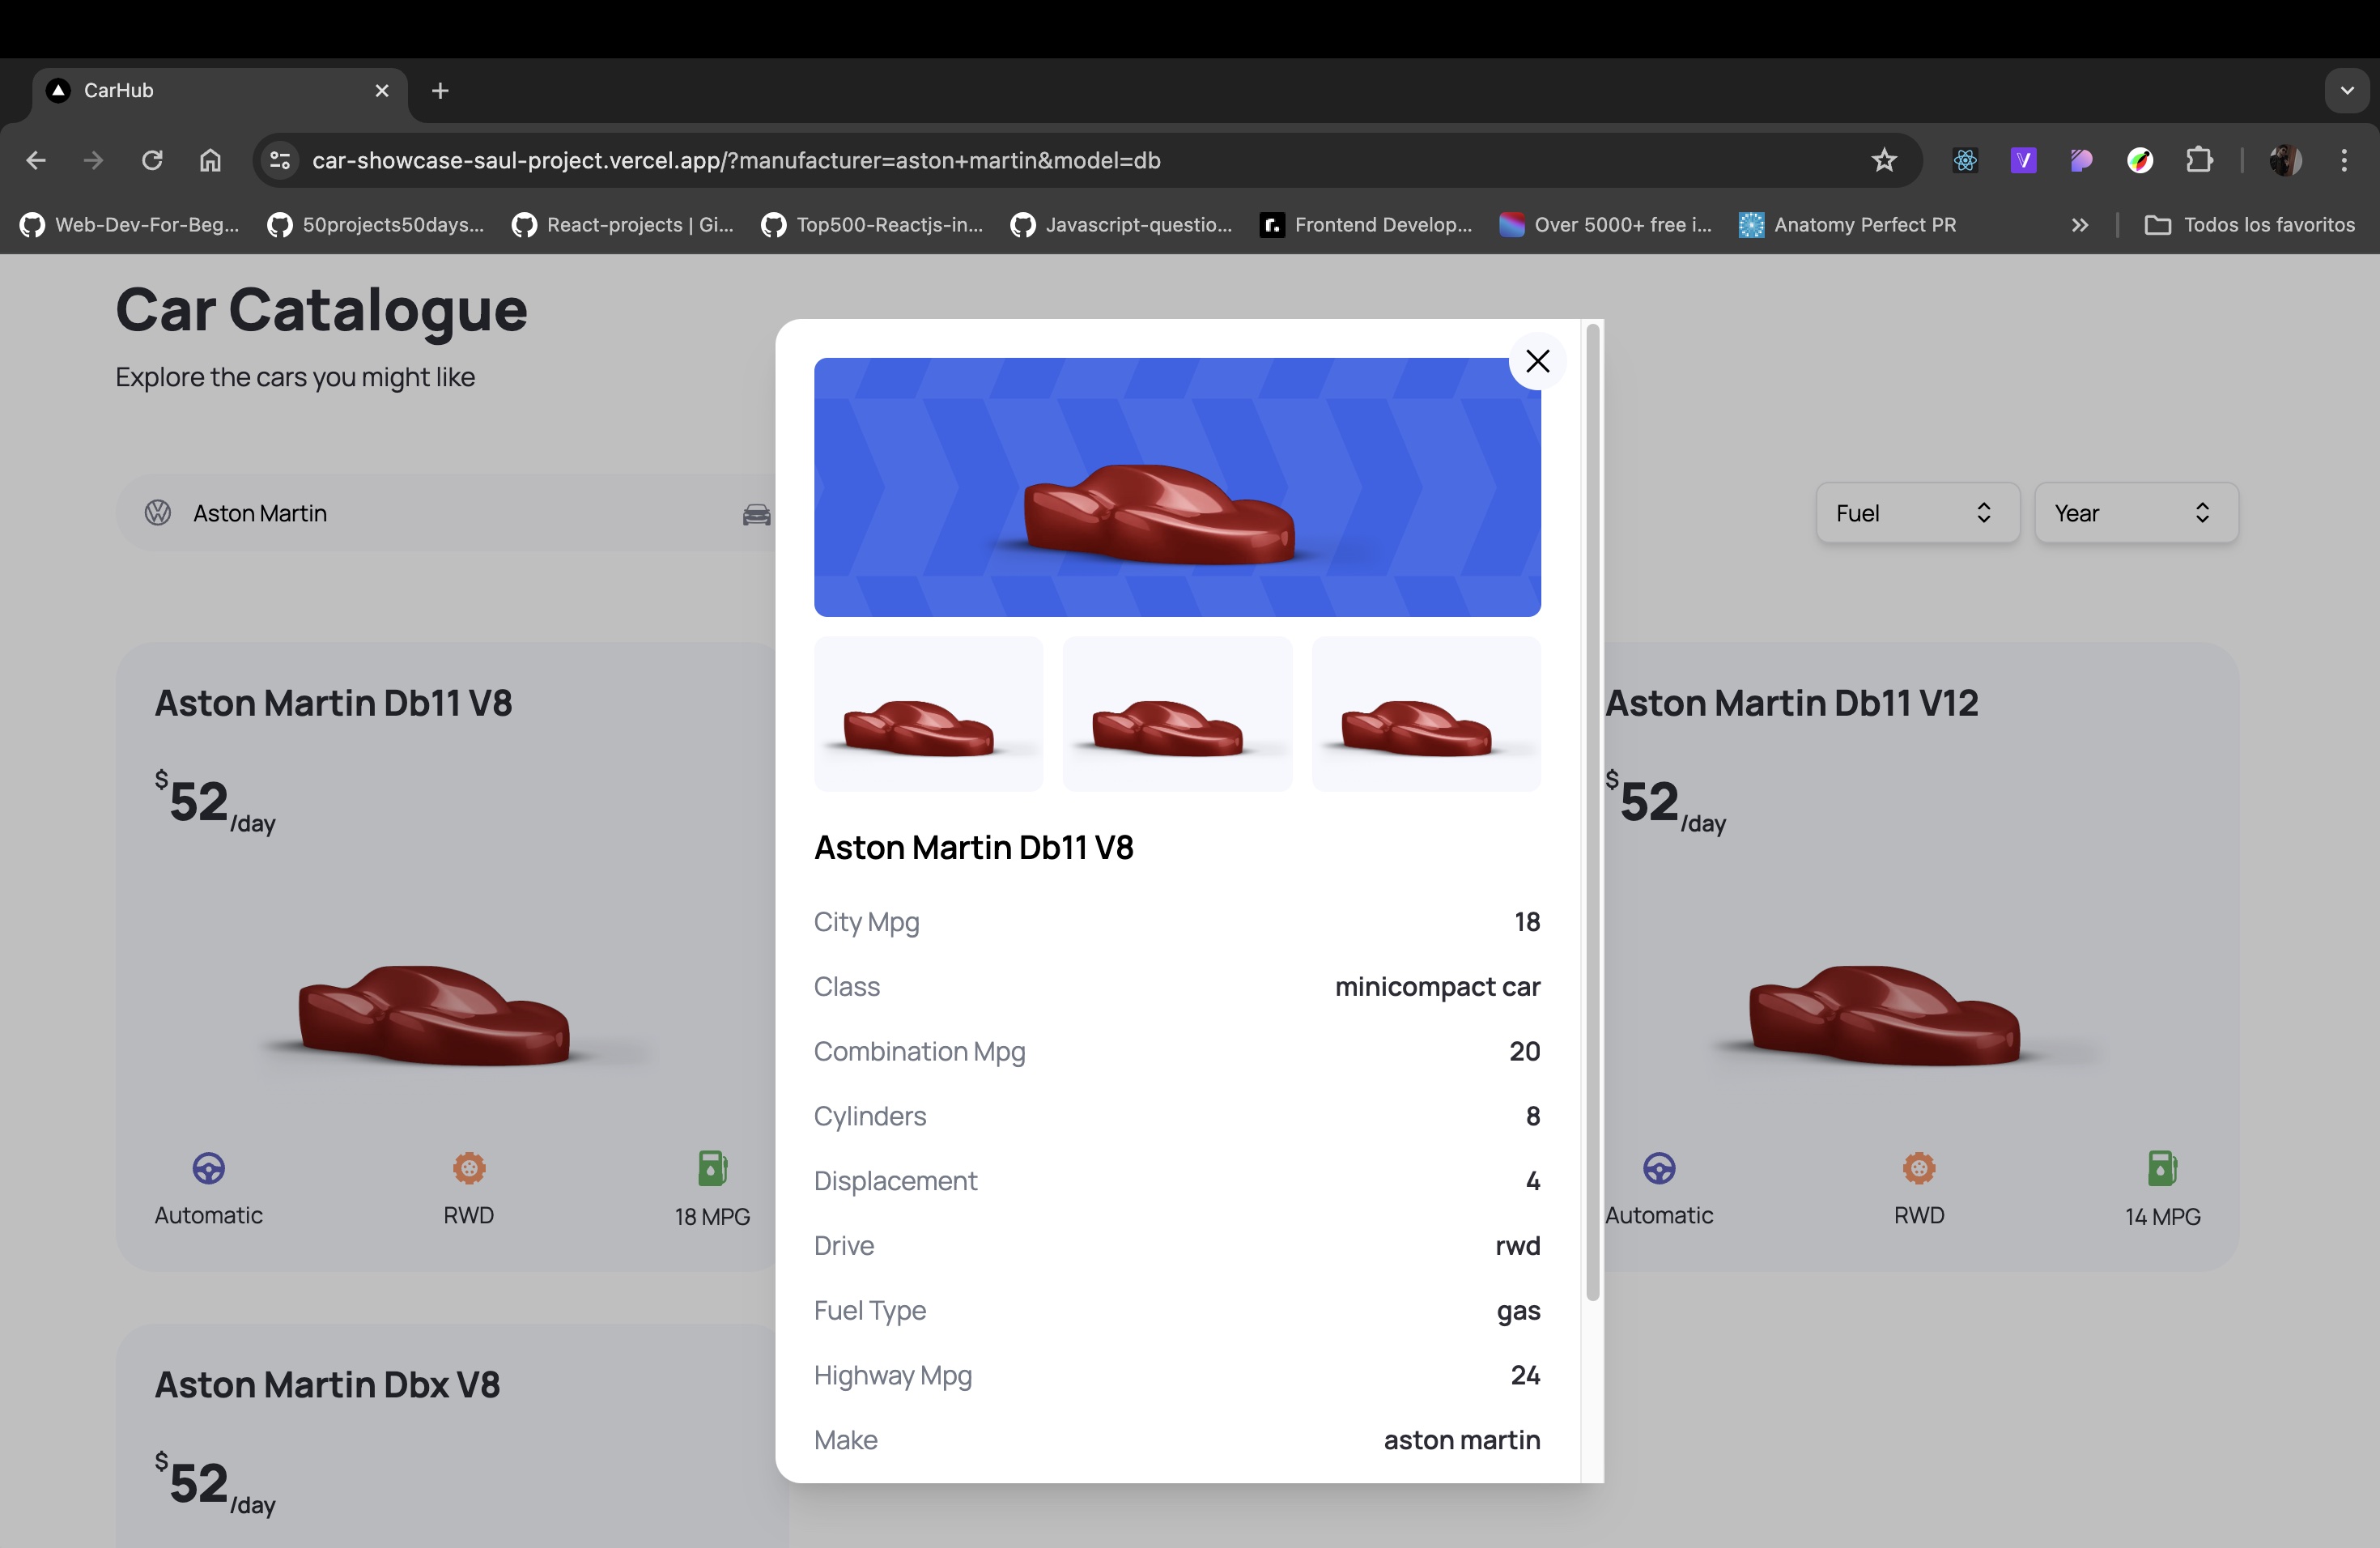 CarHub
car-showcase-saul-project.vercel.app/?manufacturer=aston+martin&model=db
Web-Dev-For-Beg...
50projects50days...
React-projects | Gi...
Top500-Reactjs-in...
Javascript-questio...
Frontend Develop...
Over 5000+ free i...
Anatomy Perfect PR
Todos los favoritos
Car Catalogue
Explore the cars you might like
Aston Martin
Fuel
Year
Aston Martin Db11 V8
$52/day
Automatic
RWD
18 MPG
Aston Martin Db11 V8
City Mpg 18
Class minicompact car
Combination Mpg 20
Cylinders 8
Displacement 4
Drive rwd
Fuel Type gas
Highway Mpg 24
Make aston martin
Aston Martin Db11 V12
$52/day
Automatic
RWD
14 MPG
Aston Martin Dbx V8
$52/day